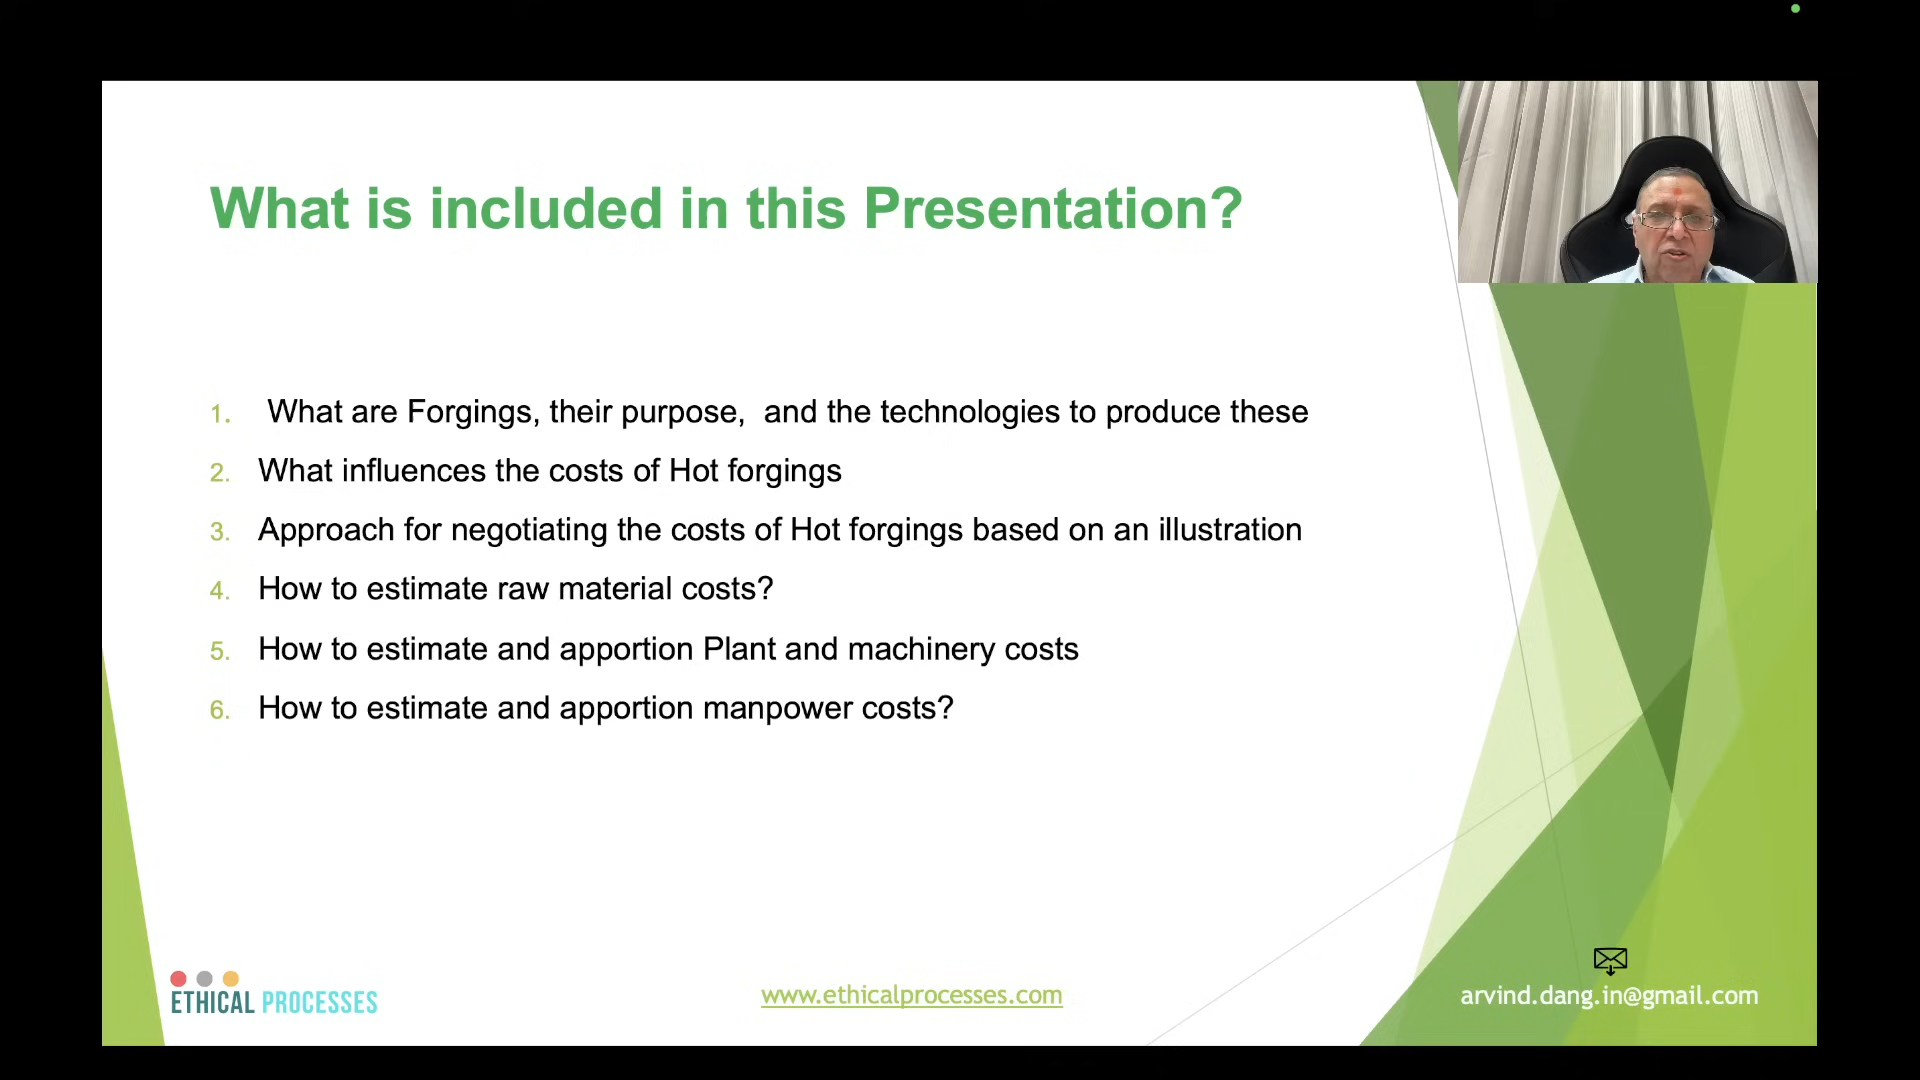 What is included in this Presentation?
1. What are Forgings, their purpose, and the technologies to produce these
2. What influences the costs of Hot forgings
3. Approach for negotiating the costs of Hot forgings based on an illustration
4. How to estimate raw material costs?
5. How to estimate and apportion Plant and machinery costs
6. How to estimate and apportion manpower costs?
ETHICAL PROCESSES
www.ethicalprocesses.com
arvind.dang.in@gmail.com